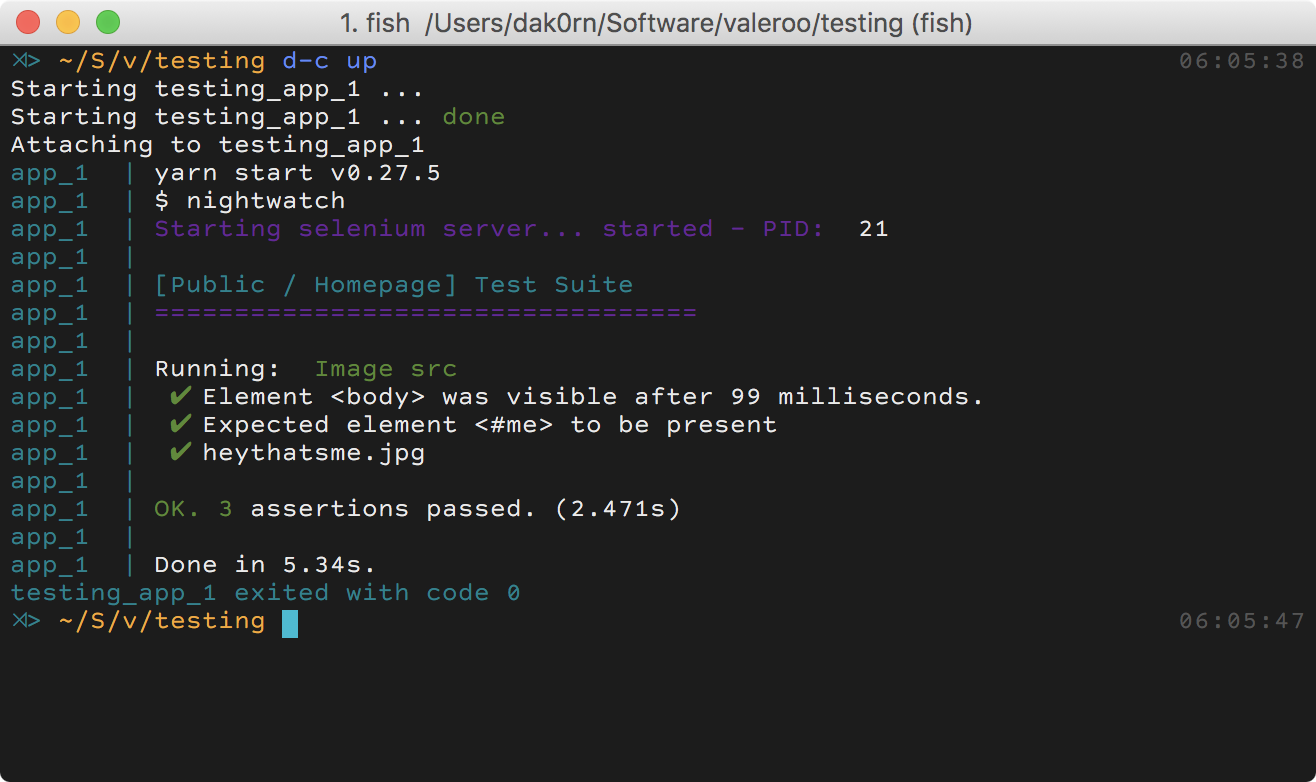 1. fish  /Users/dak0rn/Software/valeroo/testing (fish)
⋊> ~/S/v/testing d-c up 06:05:38
Starting testing_app_1 ...
Starting testing_app_1 ... done
Attaching to testing_app_1
app_1  | yarn start v0.27.5
app_1  | $ nightwatch
app_1  | Starting selenium server... started - PID:  21
app_1  |
app_1  | [Public / Homepage] Test Suite
app_1  | ==================================
app_1  |
app_1  | Running:  Image src
app_1  |  ✔ Element <body> was visible after 99 milliseconds.
app_1  |  ✔ Expected element <#me> to be present
app_1  |  ✔ heythatsme.jpg
app_1  |
app_1  | OK. 3 assertions passed. (2.471s)
app_1  |
app_1  | Done in 5.34s.
testing_app_1 exited with code 0
⋊> ~/S/v/testing 06:05:47